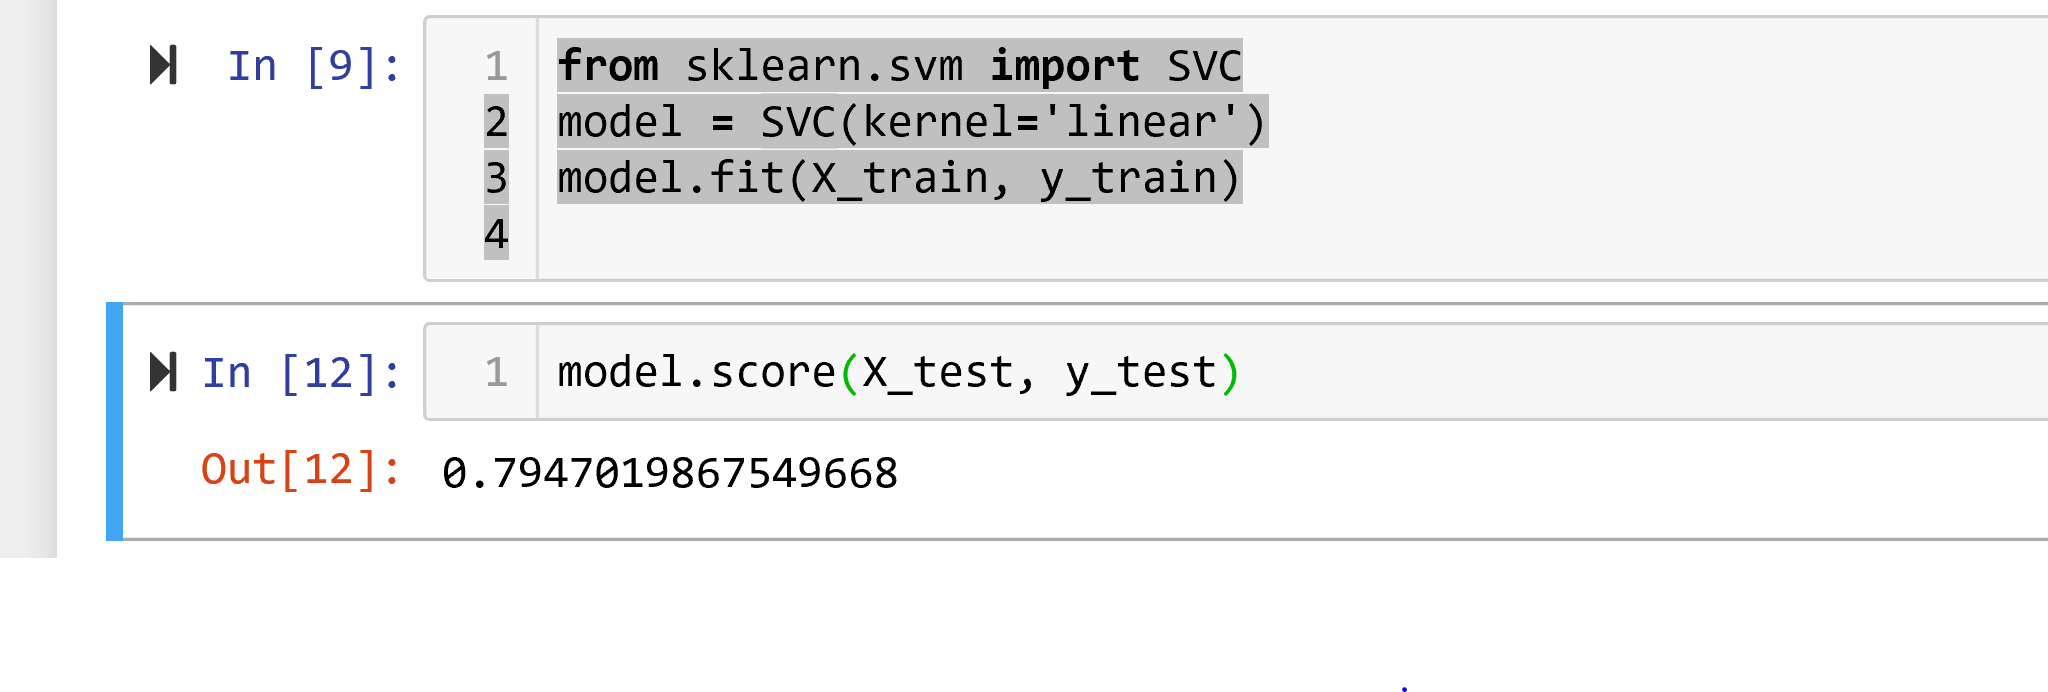 In [9]:
1 from sklearn.svm import SVC
2 model = SVC(kernel='linear')
3 model.fit(X_train, y_train)
4
In [12]:
1 model.score(X_test, y_test)
Out[12]: 0.7947019867549668